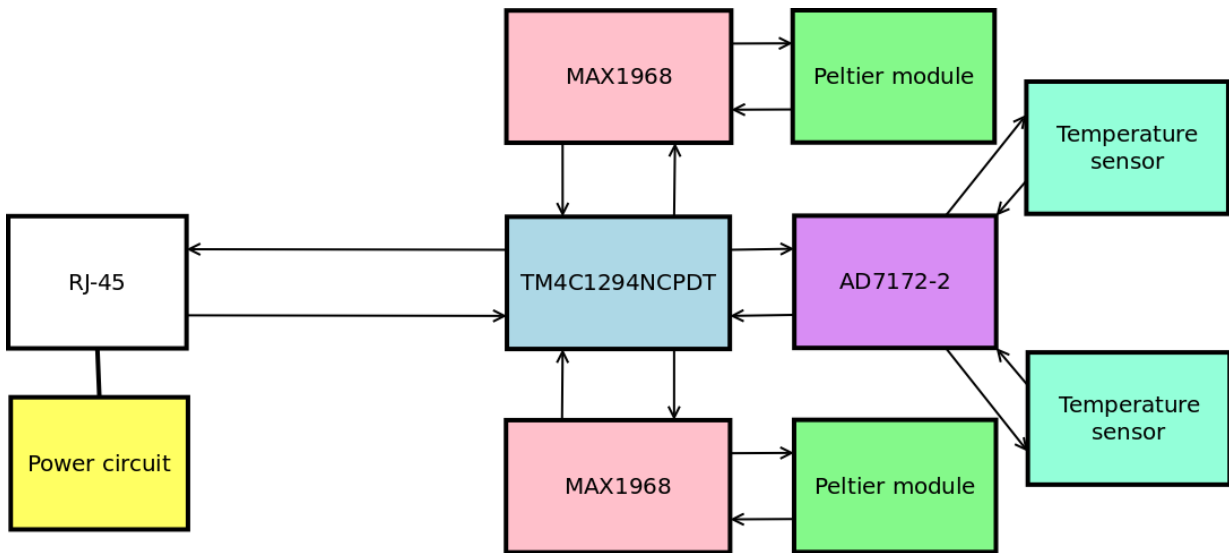 MAX1968
Peltier module
Temperature
sensor
RJ-45
TM4C1294NCPDT
AD7172-2
Temperature
sensor
Power circuit
MAX1968
Peltier module